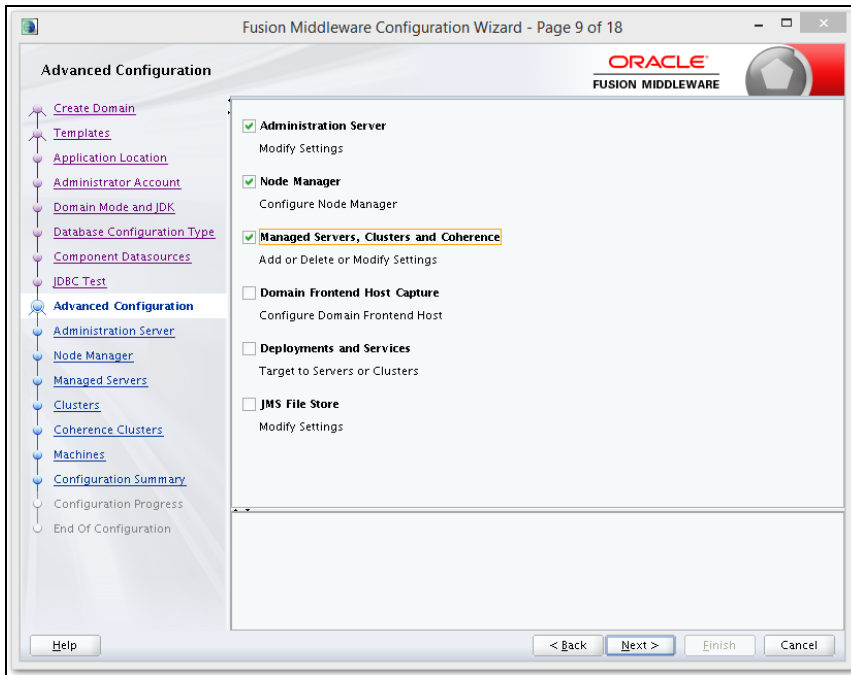 Fusion Middleware Configuration Wizard - Page 9 of 18
Advanced Configuration
ORACLE
FUSION MIDDLEWARE
Create Domain
Templates
Application Location
Administrator Account
Domain Mode and JDK
Database Configuration Type
Component Datasources
JDBC Test
Advanced Configuration
Administration Server
Node Manager
Managed Servers
Clusters
Coherence Clusters
Machines
Configuration Summary
Configuration Progress
End Of Configuration
Administration Server
Modify Settings
Node Manager
Configure Node Manager
Managed Servers, Clusters and Coherence
Add or Delete or Modify Settings
Domain Frontend Host Capture
Configure Domain Frontend Host
Deployments and Services
Target to Servers or Clusters
JMS File Store
Modify Settings
Help
< Back
Next >
Finish
Cancel